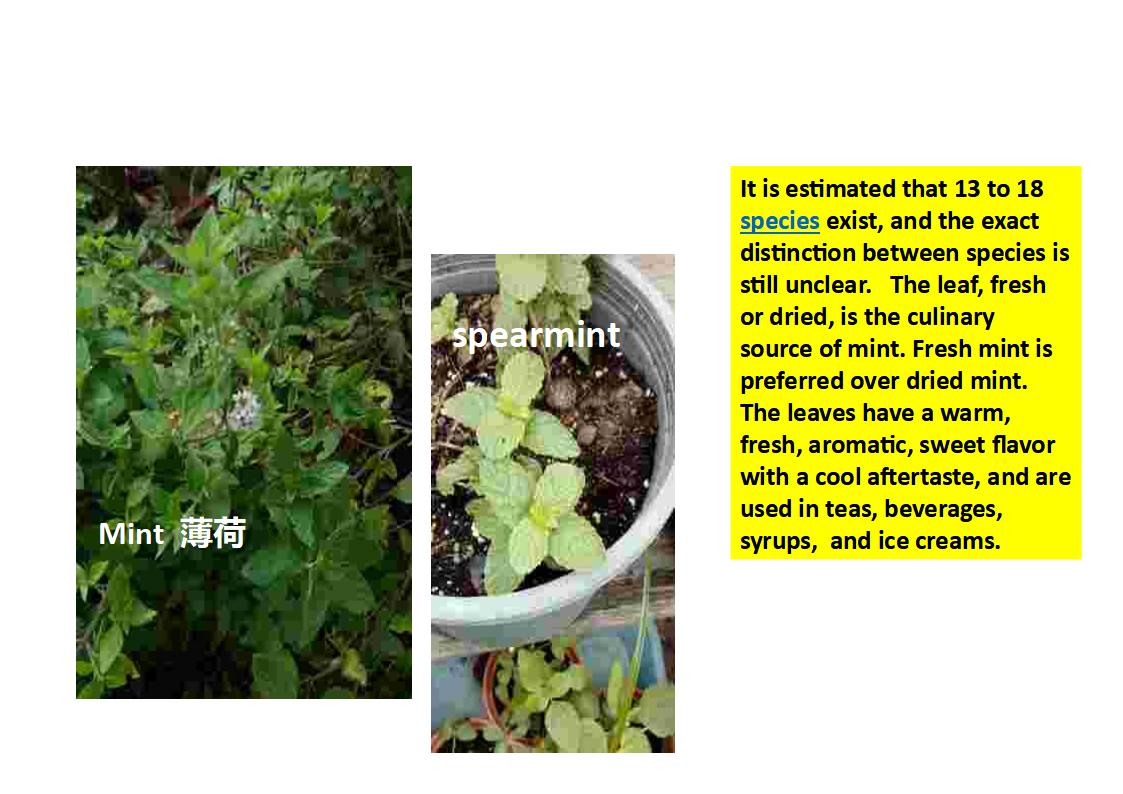 Mint 薄荷
spearmint
It is estimated that 13 to 18
species exist, and the exact
distinction between species is
still unclear.   The leaf, fresh
or dried, is the culinary
source of mint. Fresh mint is
preferred over dried mint.
The leaves have a warm,
fresh, aromatic, sweet flavor
with a cool aftertaste, and are
used in teas, beverages,
syrups,  and ice creams.